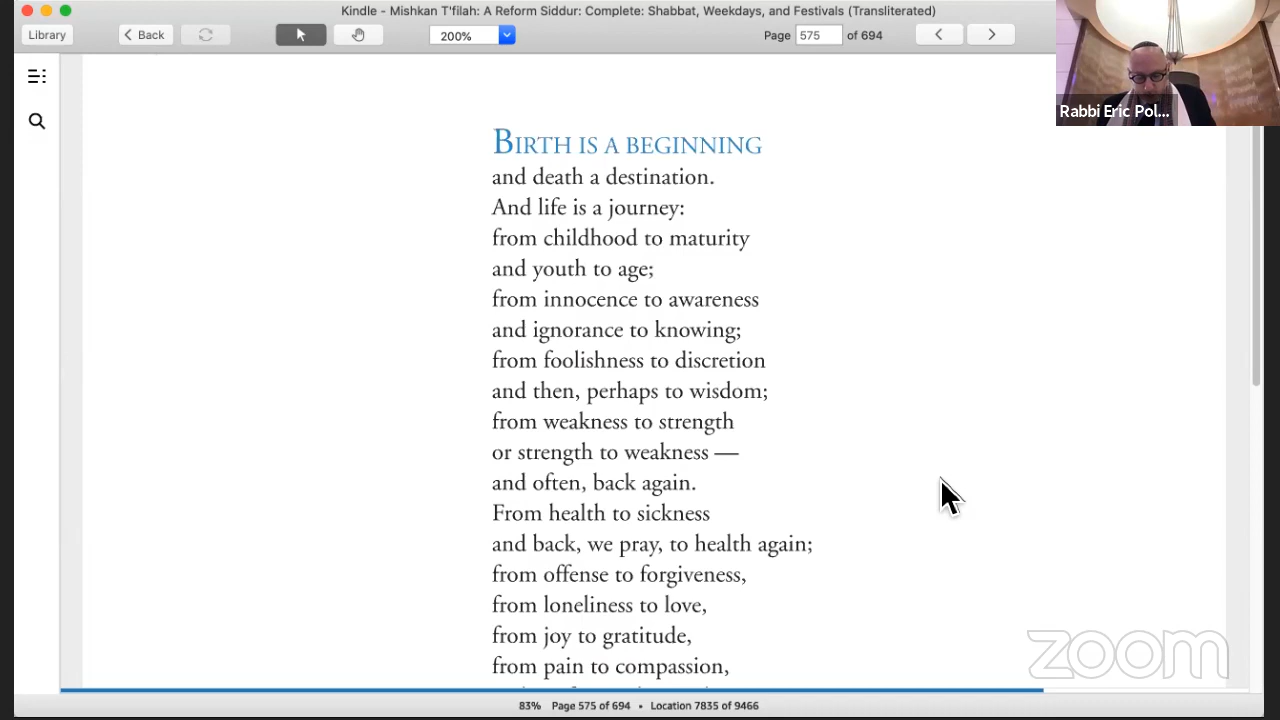 Kindle - Mishkan T'filah: A Reform Siddur: Complete: Shabbat, Weekdays, and Festivals (Transliterated)
Library
Back
200%
Page 575 of 694
Rabbi Eric Pol...
BIRTH IS A BEGINNING
and death a destination.
And life is a journey:
from childhood to maturity
and youth to age;
from innocence to awareness
and ignorance to knowing;
from foolishness to discretion
and then, perhaps to wisdom;
from weakness to strength
or strength to weakness —
and often, back again.
From health to sickness
and back, we pray, to health again;
from offense to forgiveness,
from loneliness to love,
from joy to gratitude,
from pain to compassion,
zoom
83% Page 575 of 694 • Location 7835 of 9466